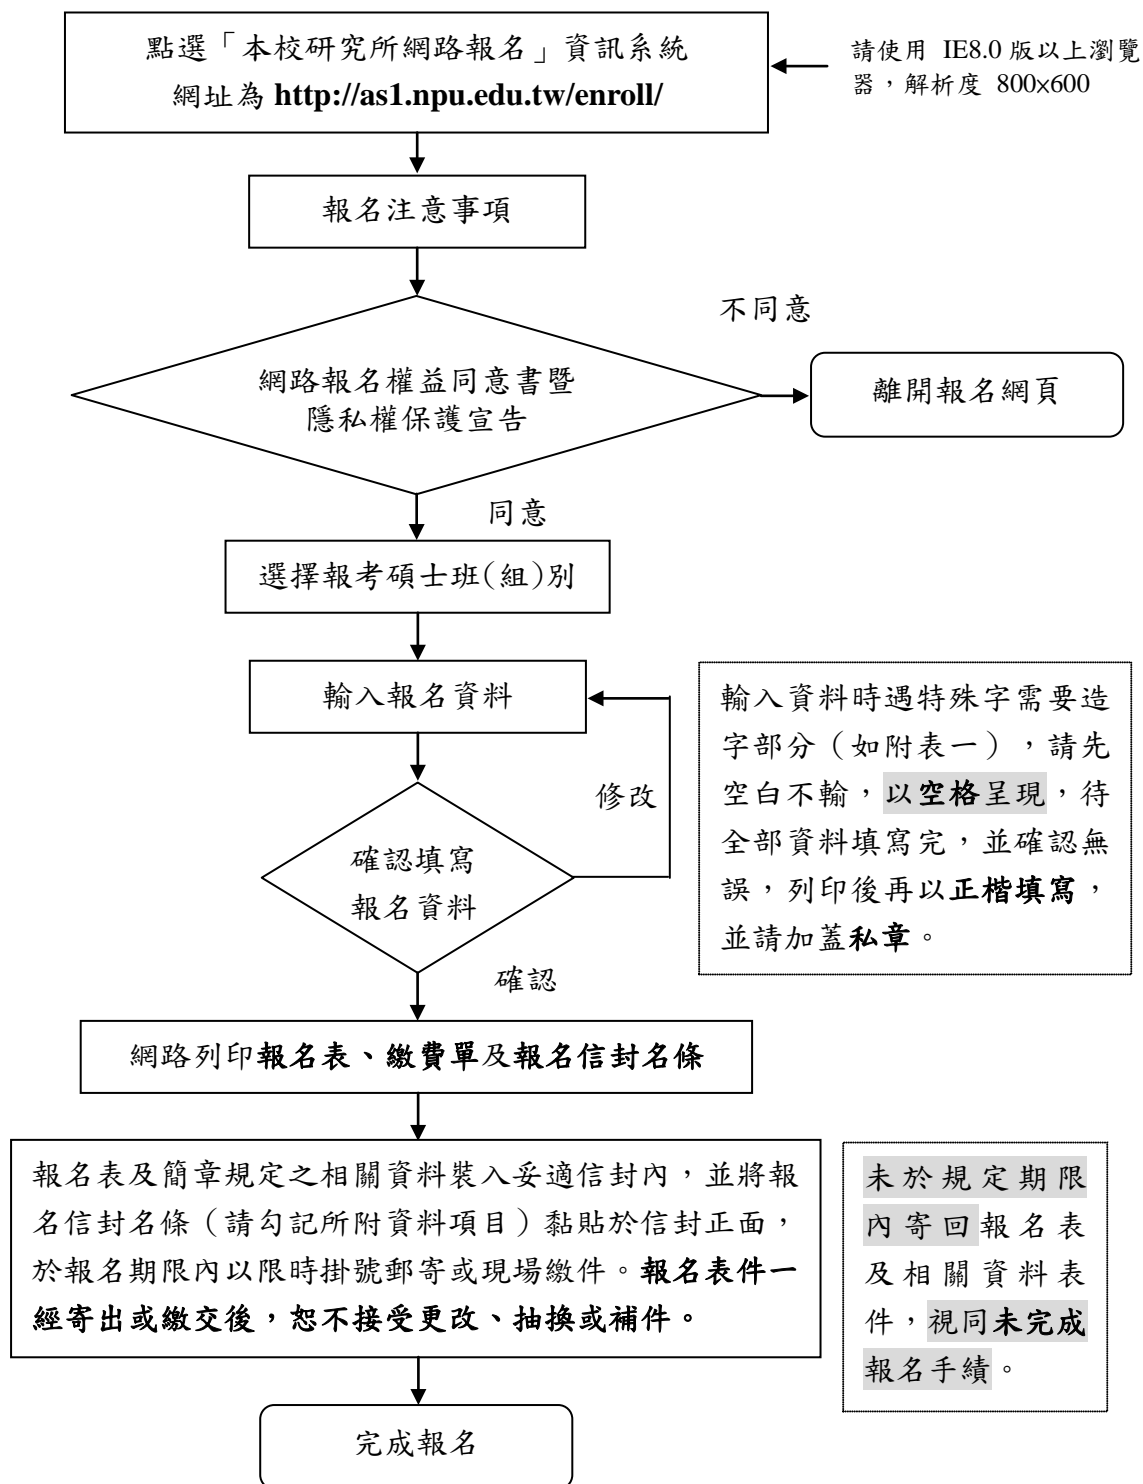 點選「本校研究所網路報名」資訊系統
網址為 http://as1.npu.edu.tw/enroll/
請使用 IE8.0 版以上瀏覽
器，解析度 800×600
報名注意事項
不同意
網路報名權益同意書暨
隱私權保護宣告
離開報名網頁
同意
選擇報考碩士班(組)別
輸入報名資料
修改
輸入資料時遇特殊字需要造
字部分（如附表一），請先
空白不輸，以空格呈現，待
全部資料填寫完，並確認無
誤，列印後再以正楷填寫，
並請加蓋私章。
確認填寫
報名資料
確認
網路列印報名表、繳費單及報名信封名條
報名表及簡章規定之相關資料裝入妥適信封內，並將報
名信封名條（請勾記所附資料項目）黏貼於信封正面，
於報名期限內以限時掛號郵寄或現場繳件。報名表件一
經寄出或繳交後，恕不接受更改、抽換或補件。
未於規定期限
內寄回報名表
及相關資料表
件，視同未完成
報名手續。
完成報名